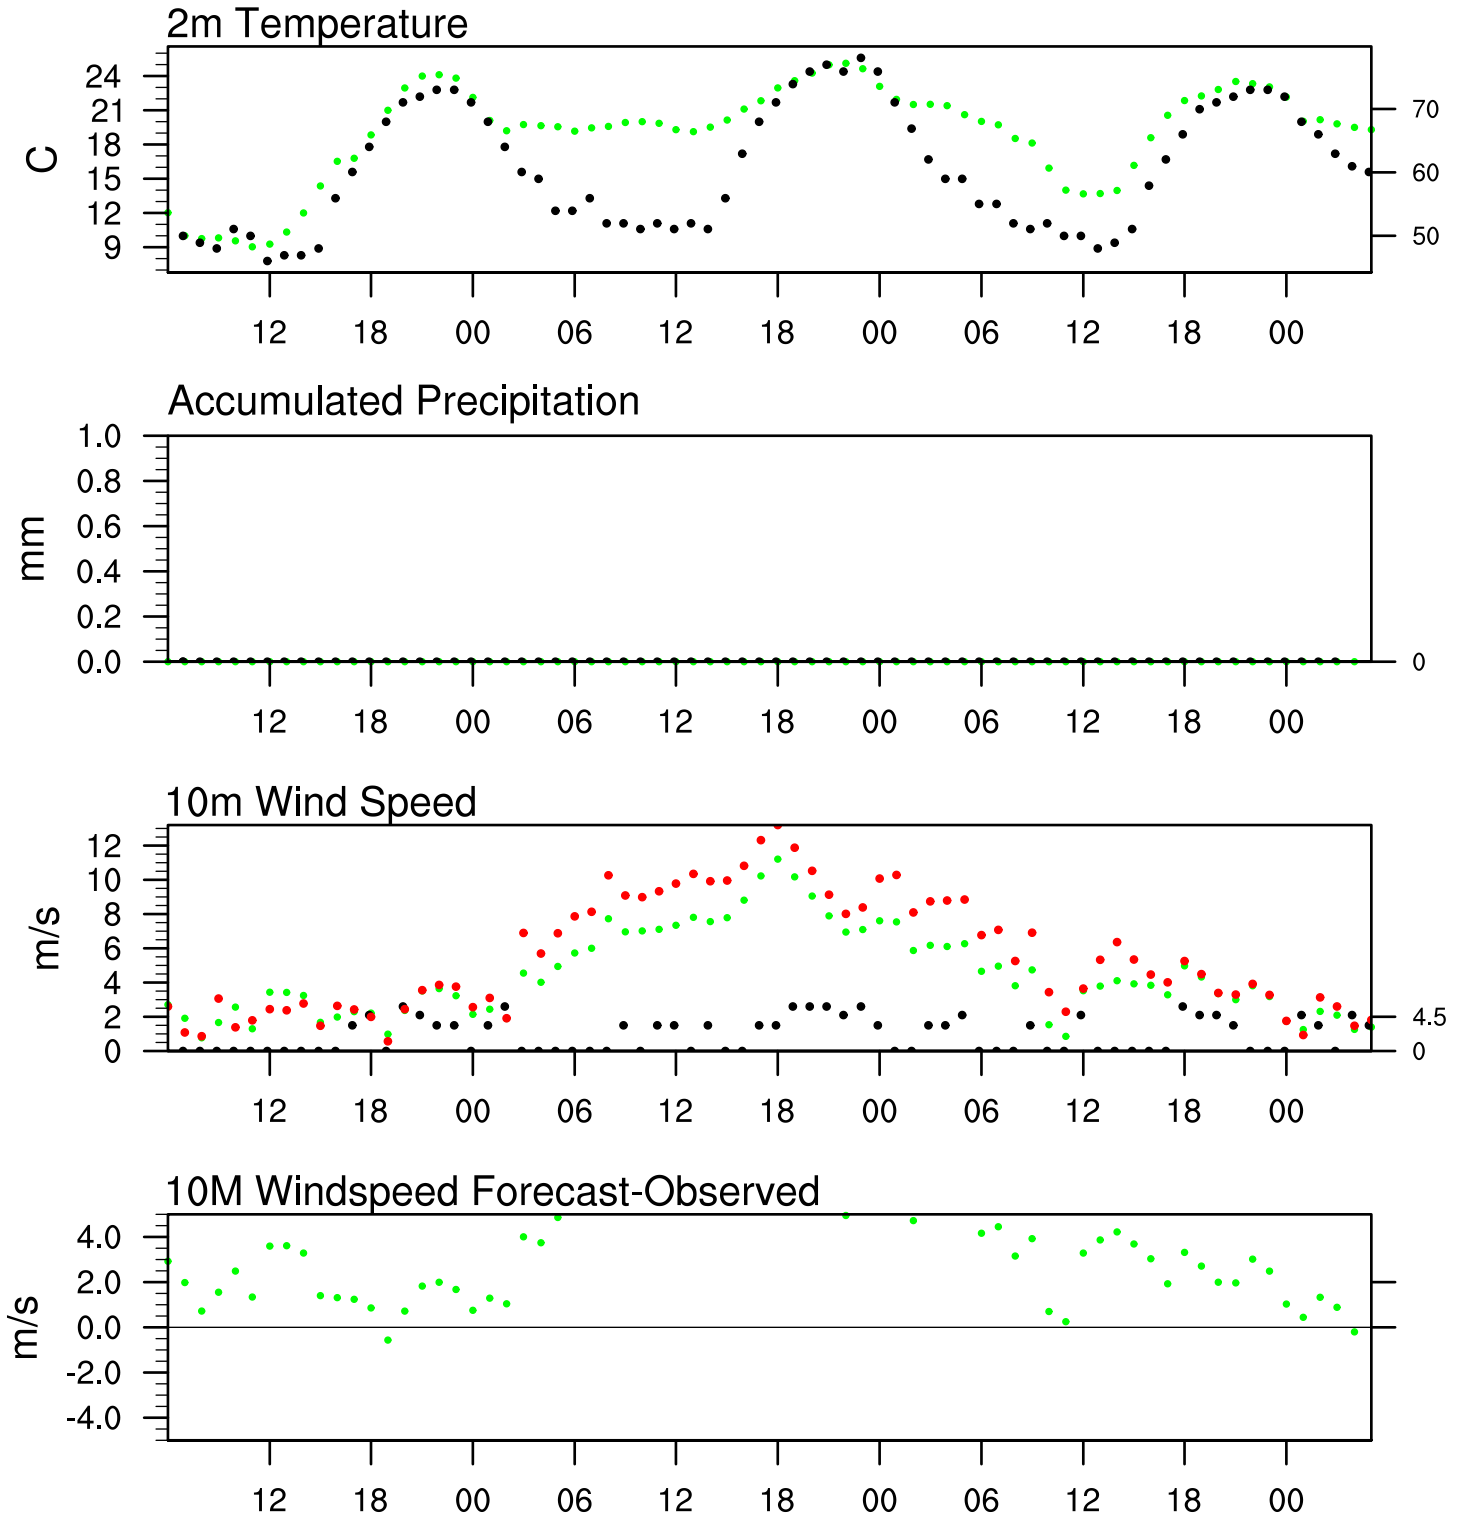 2m Temperature
24
21
18
15
12
9
C
70
60
50
12 18 00 06 12 18 00 06 12 18 00
Accumulated Precipitation
1.0
0.8
0.6
0.4
0.2
0.0
mm
0
12 18 00 06 12 18 00 06 12 18 00
10m Wind Speed
12
10
8
6
4
2
0
m/s
4.5
0
12 18 00 06 12 18 00 06 12 18 00
10M Windspeed Forecast-Observed
4.0
2.0
0.0
-2.0
-4.0
m/s
12 18 00 06 12 18 00 06 12 18 00